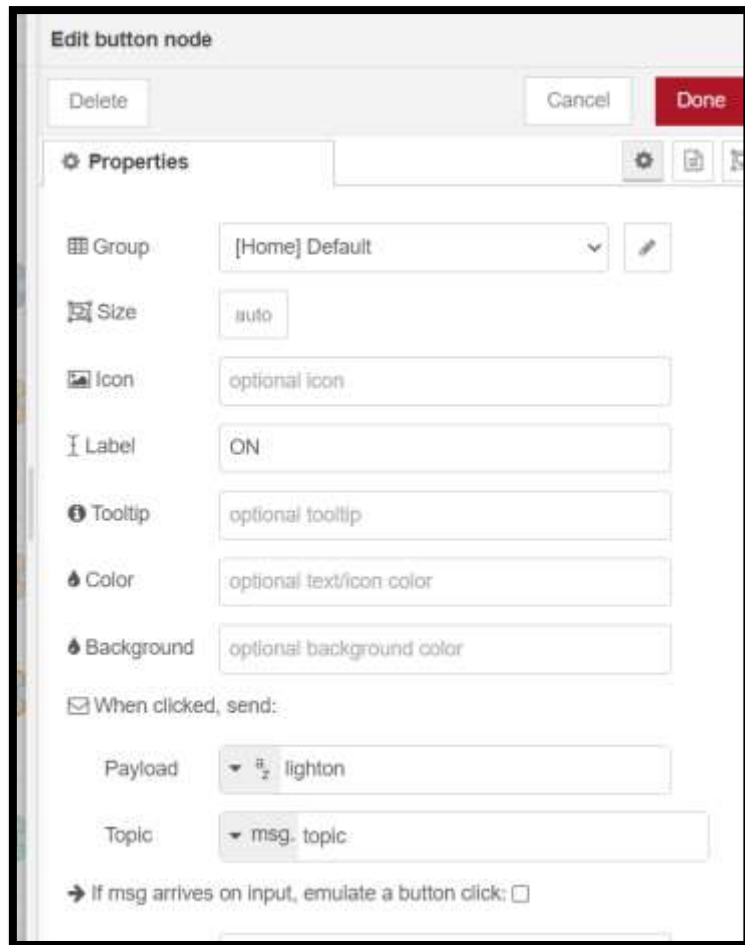 Edit button node
Delete Cancel Done
Properties
Group [Home] Default
Size auto
Icon optional icon
Label ON
Tooltip optional tooltip
Color optional text/icon color
Background optional background color
When clicked, send:
Payload a z lighton
Topic msg. topic
If msg arrives on input, emulate a button click: